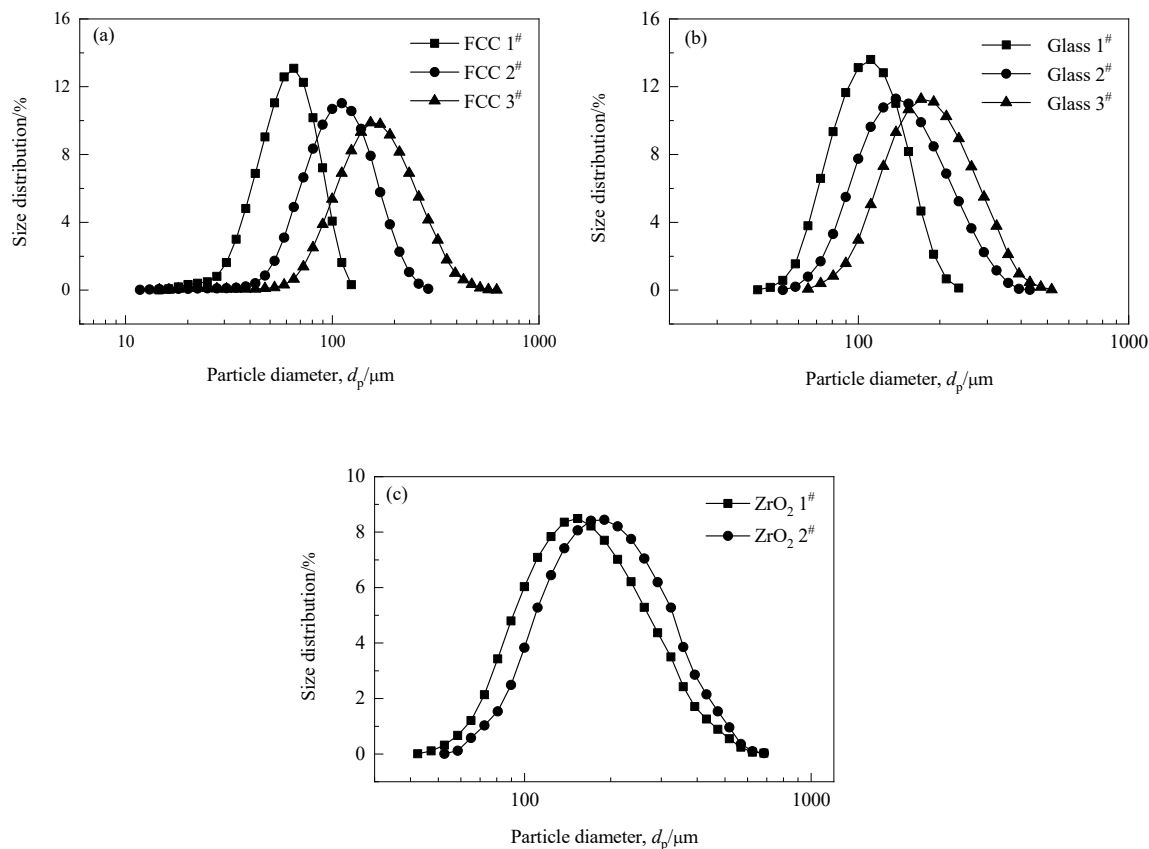 (a)
FCC 1#
FCC 2#
FCC 3#
16
12
8
4
0
Size distribution/%
10
100
1000
Particle diameter, dp/μm
(b)
Glass 1#
Glass 2#
Glass 3#
16
12
8
4
0
Size distribution/%
100
1000
Particle diameter, dp/μm
(c)
ZrO2 1#
ZrO2 2#
10
8
6
4
2
0
Size distribution/%
100
1000
Particle diameter, dp/μm